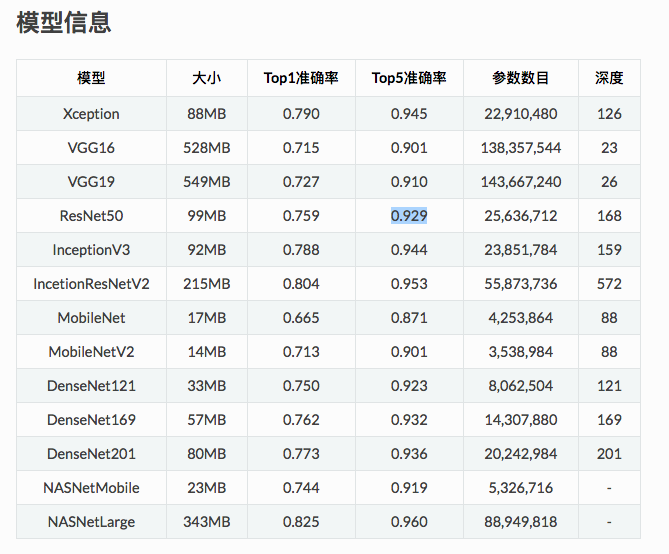 模型信息
模型 大小 Top1准确率 Top5准确率 参数数目 深度
Xception 88MB 0.790 0.945 22,910,480 126
VGG16 528MB 0.715 0.901 138,357,544 23
VGG19 549MB 0.727 0.910 143,667,240 26
ResNet50 99MB 0.759 0.929 25,636,712 168
InceptionV3 92MB 0.788 0.944 23,851,784 159
IncetionResNetV2 215MB 0.804 0.953 55,873,736 572
MobileNet 17MB 0.665 0.871 4,253,864 88
MobileNetV2 14MB 0.713 0.901 3,538,984 88
DenseNet121 33MB 0.750 0.923 8,062,504 121
DenseNet169 57MB 0.762 0.932 14,307,880 169
DenseNet201 80MB 0.773 0.936 20,242,984 201
NASNetMobile 23MB 0.744 0.919 5,326,716 -
NASNetLarge 343MB 0.825 0.960 88,949,818 -